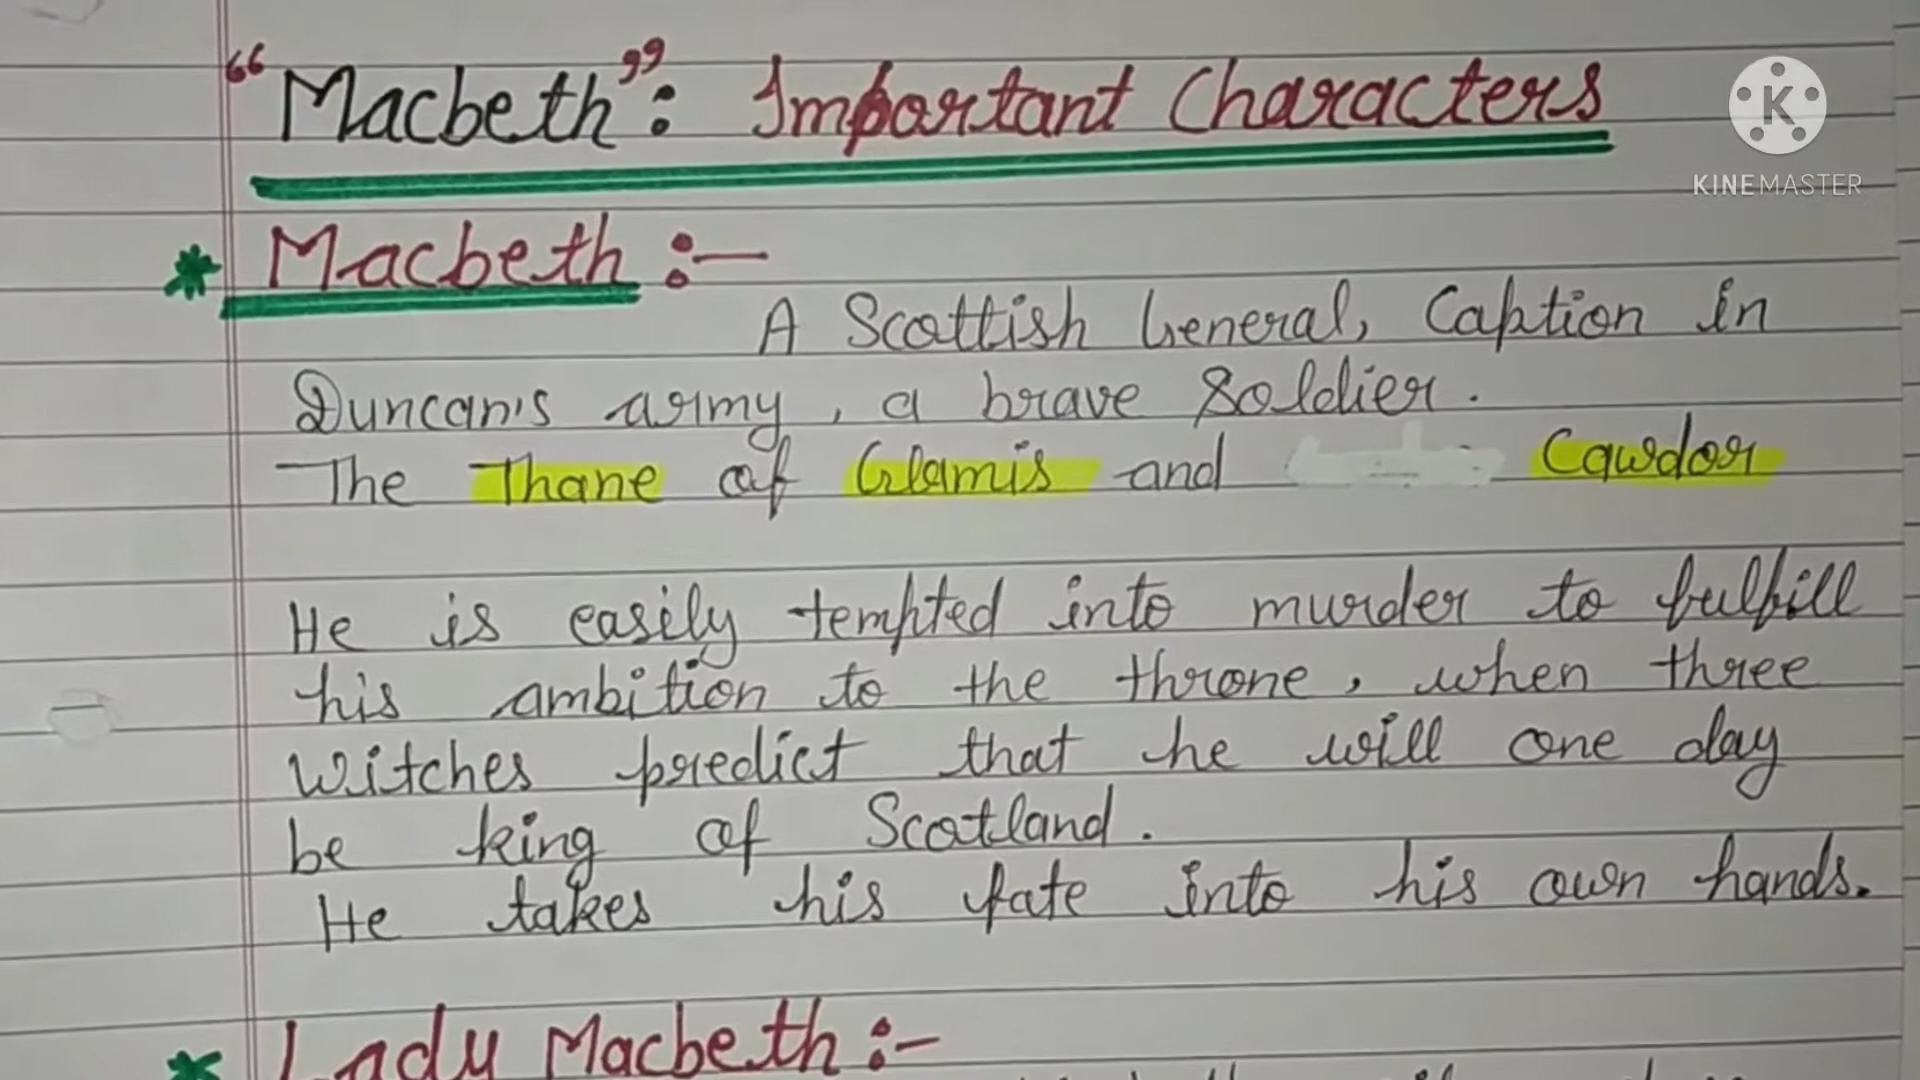 “Macbeth”: Important Characters
K
KINEMASTER
* Macbeth :-
A Scottish General, Caption in
Duncan's army, a brave Soldier.
The Thane of Glamis and Cawdor
He is easily tempted into murder to fulfill
his ambition to the throne, when three
witches predict that he will one day
be king of Scotland.
He takes his fate into his own hands.
* Lady Macbeth :-